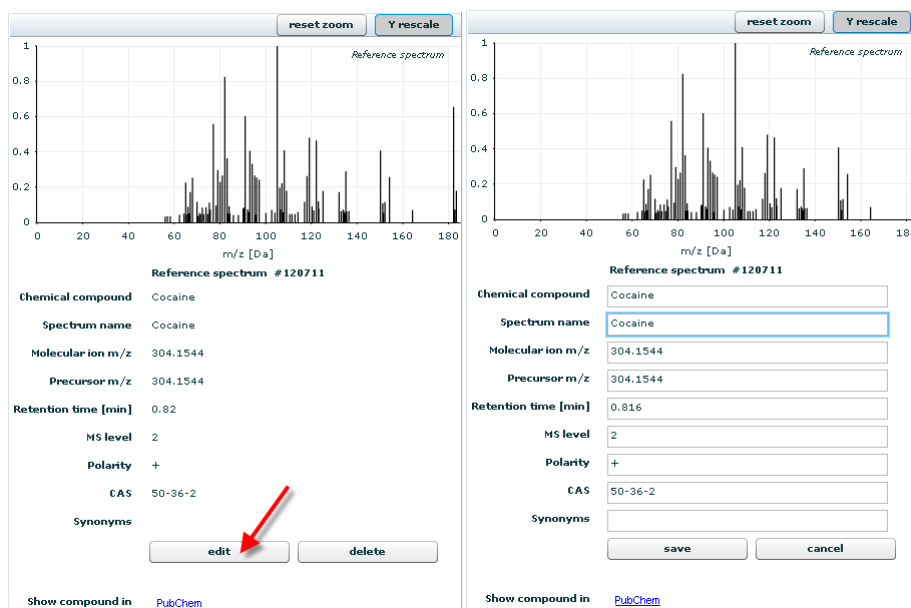 reset zoom Y rescale
Reference spectrum
1
0.8
0.6
0.4
0.2
0
0 20 40 60 80 100 120 140 160 180
m/z [Da]
Reference spectrum #120711
Chemical compound Cocaine
Spectrum name Cocaine
Molecular ion m/z 304.1544
Precursor m/z 304.1544
Retention time [min] 0.82
MS level 2
Polarity +
CAS 50-36-2
Synonyms
edit delete
Show compound in PubChem
reset zoom Y rescale
Reference spectrum
1
0.8
0.6
0.4
0.2
0
0 20 40 60 80 100 120 140 160 18
m/z [Da]
Reference spectrum #120711
Chemical compound Cocaine
Spectrum name Cocaine
Molecular ion m/z 304.1544
Precursor m/z 304.1544
Retention time [min] 0.816
MS level 2
Polarity +
CAS 50-36-2
Synonyms
save cancel
Show compound in PubChem